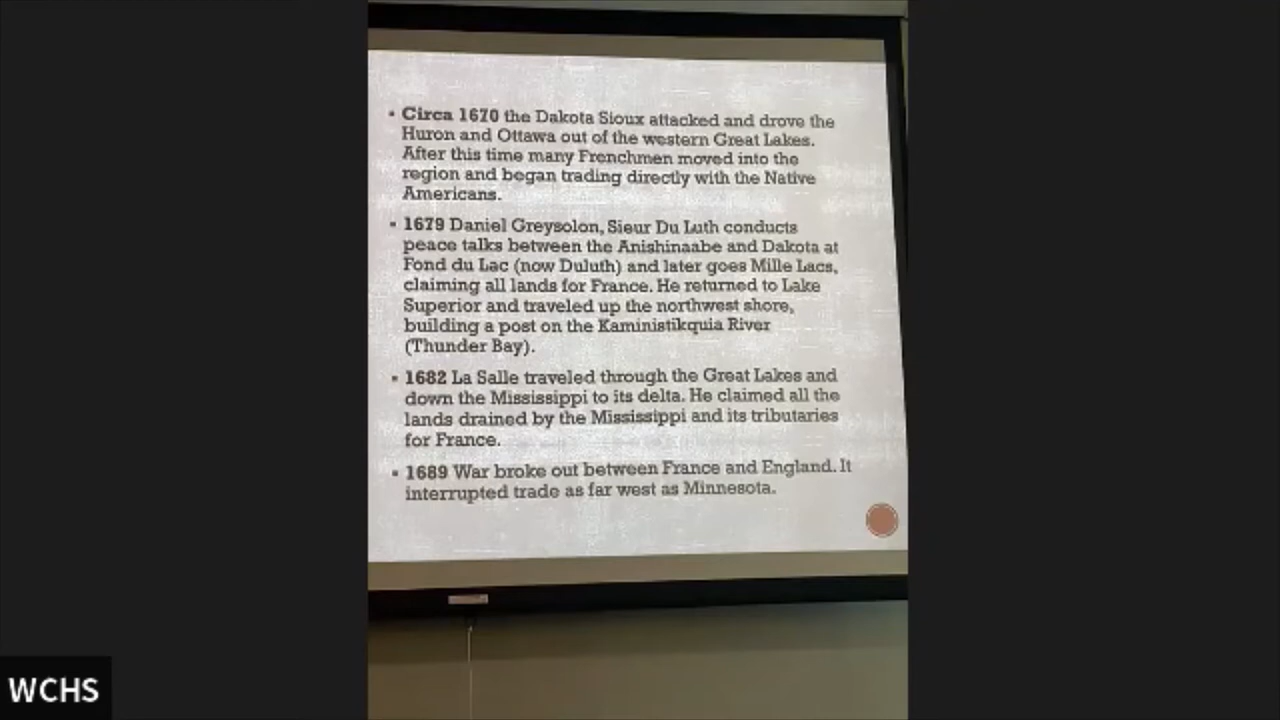 • Circa 1670 the Dakota Sioux attacked and drove the
Huron and Ottawa out of the western Great Lakes.
After this time many Frenchmen moved into the
region and began trading directly with the Native
Americans.
• 1679 Daniel Greysolon, Sieur Du Luth conducts
peace talks between the Anishinaabe and Dakota at
Fond du Lac (now Duluth) and later goes Mille Lacs,
claiming all lands for France. He returned to Lake
Superior and traveled up the northwest shore,
building a post on the Kaministikquia River
(Thunder Bay).
• 1682 La Salle traveled through the Great Lakes and
down the Mississippi to its delta. He claimed all the
lands drained by the Mississippi and its tributaries
for France.
• 1689 War broke out between France and England. It
interrupted trade as far west as Minnesota.
WCHS